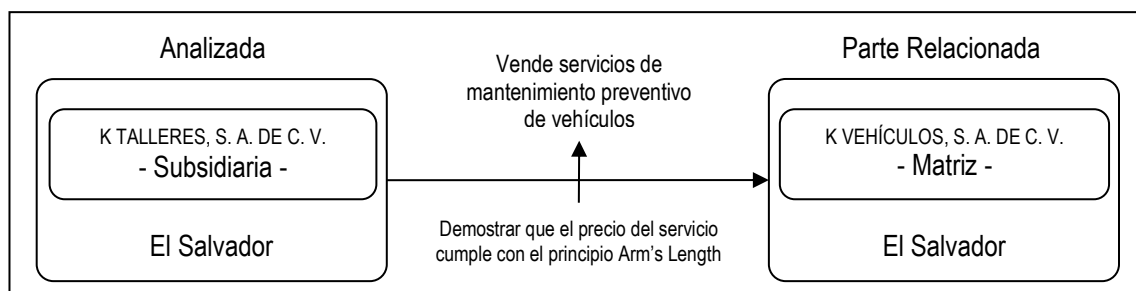 Analizada
K TALLERES, S. A. DE C. V.
- Subsidiaria -
El Salvador
Vende servicios de
mantenimiento preventivo
de vehículos
Demostrar que el precio del servicio
cumple con el principio Arm's Length
Parte Relacionada
K VEHÍCULOS, S. A. DE C. V.
- Matriz -
El Salvador